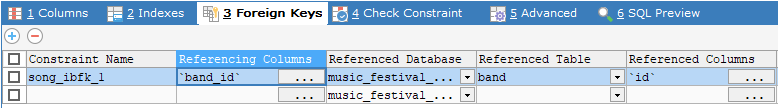 1 Columns 2 Indexes 3 Foreign Keys 4 Check Constraint 5 Advanced 6 SQL Preview
Constraint Name Referencing Columns Referenced Database Referenced Table Referenced Columns
song_ibfk_1 `band_id` ... music_festival_... band `id` ...
... music_festival_... ...